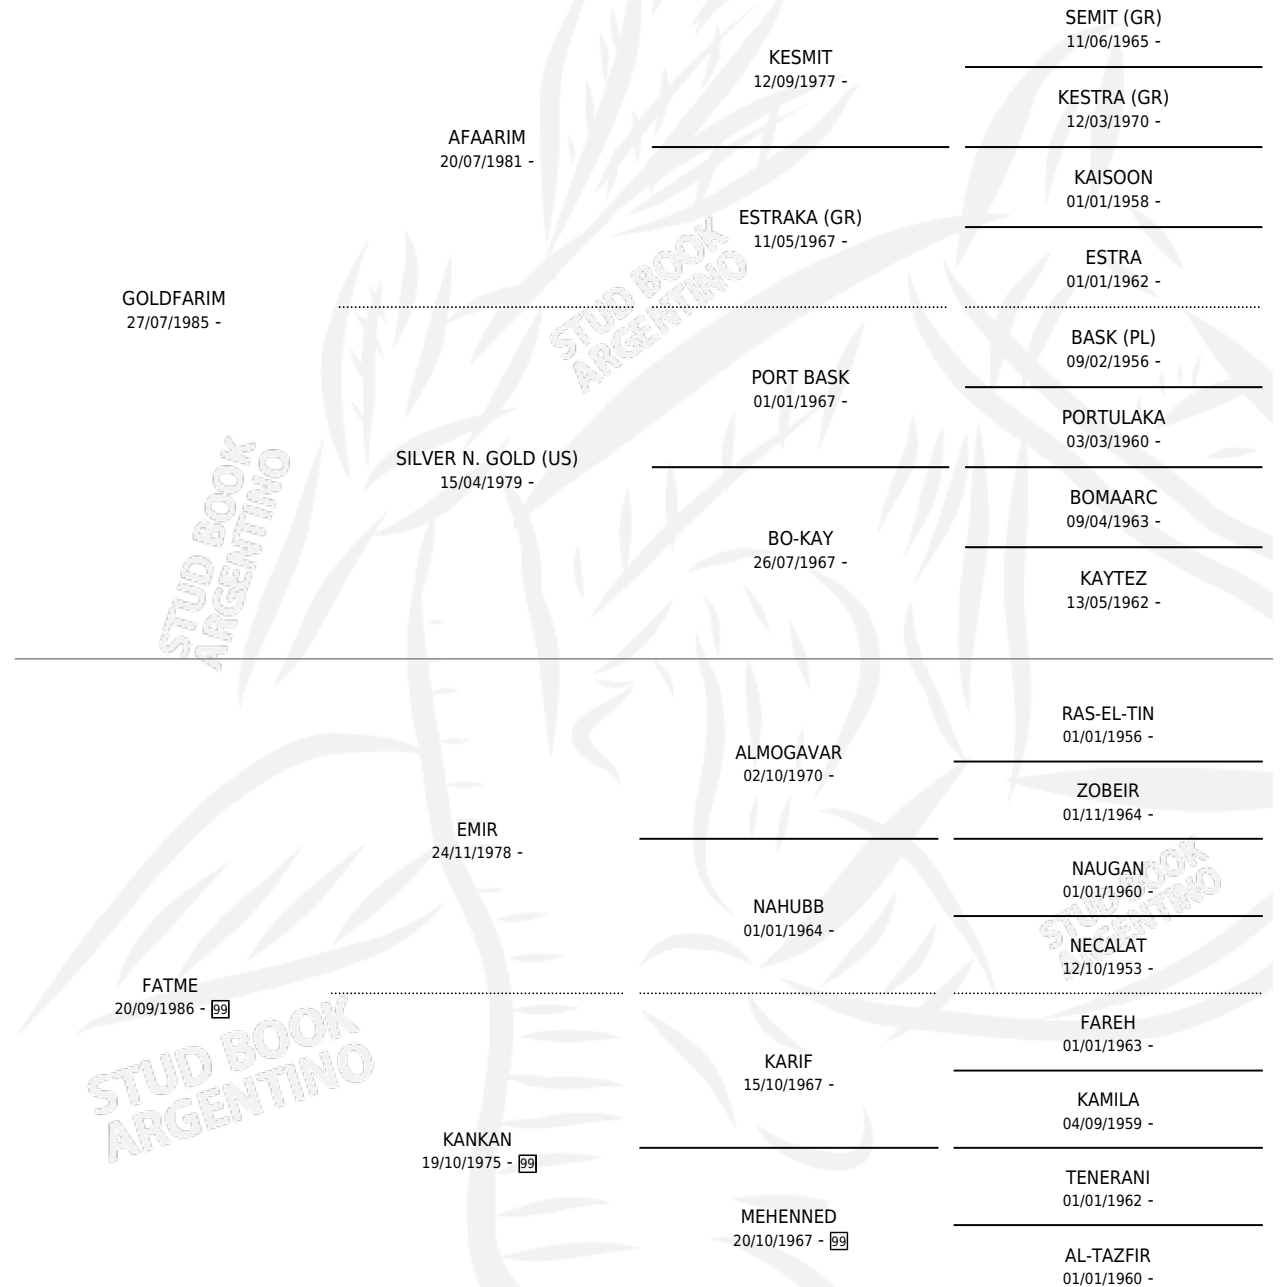 SEMIT (GR)
11/06/1965 -
KESMIT
12/09/1977 -
KESTRA (GR)
12/03/1970 -
AFAARIM
20/07/1981 -
KAISOON
01/01/1958 -
ESTRAKA (GR)
11/05/1967 -
ESTRA
01/01/1962 -
GOLDFARIM
27/07/1985 -
STUD BOOK
ARGENTINO
BASK (PL)
09/02/1956 -
PORT BASK
01/01/1967 -
PORTULAKA
03/03/1960 -
SILVER N. GOLD (US)
15/04/1979 -
BOMAARC
09/04/1963 -
BO-KAY
26/07/1967 -
KAYTEZ
13/05/1962 -
STUD BOOK
ARGENTINO
RAS-EL-TIN
01/01/1956 -
ALMOGAVAR
02/10/1970 -
ZOBEIR
01/11/1964 -
EMIR
24/11/1978 -
NAUGAN
01/01/1960 -
NAHUBB
01/01/1964 -
STUD BOOK
ARGENTINO
NECALAT
12/10/1953 -
FATME
20/09/1986 - 99
FAREH
01/01/1963 -
KARIF
15/10/1967 -
STUD BOOK
ARGENTINO
KAMILA
04/09/1959 -
KANKAN
19/10/1975 - 99
TENERANI
01/01/1962 -
MEHENNED
20/10/1967 - 99
AL-TAZFIR
01/01/1960 -